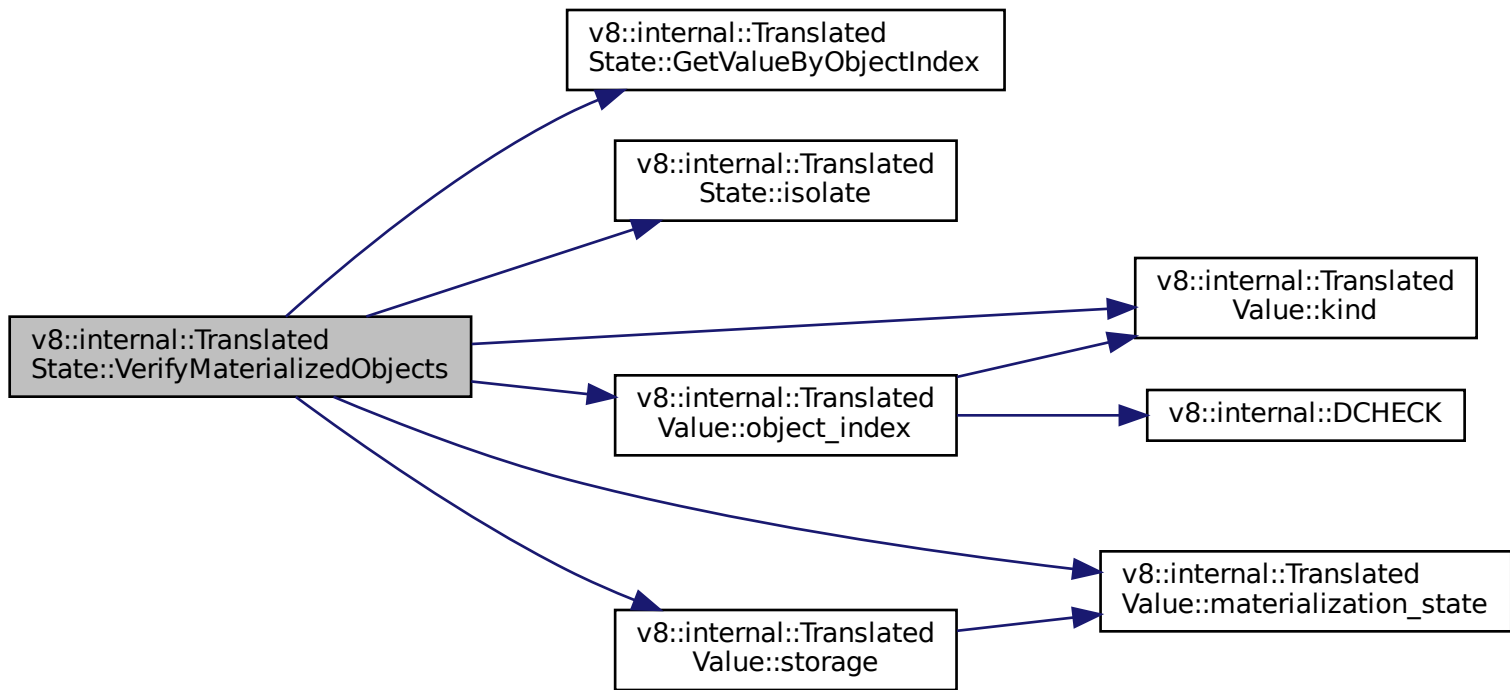 v8::internal::Translated
State::GetValueByObjectIndex
v8::internal::Translated
State::isolate
v8::internal::Translated
Value::kind
v8::internal::Translated
State::VerifyMaterializedObjects
v8::internal::Translated
Value::object_index
v8::internal::DCHECK
v8::internal::Translated
Value::materialization_state
v8::internal::Translated
Value::storage